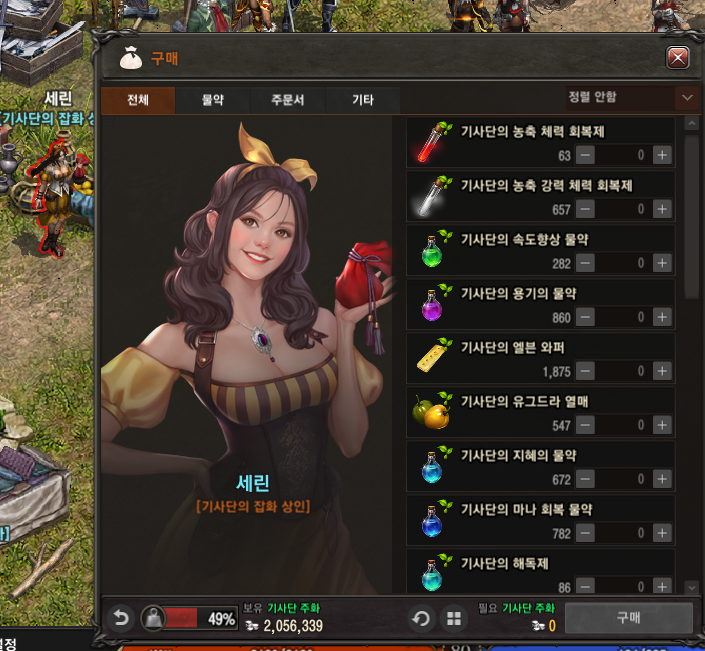 구매
전체
물약
주문서
기타
정렬 안함
세린
[기사단의 잡화 상
기사단의 농축 체력 회복제
63
0
기사단의 농축 강력 체력 회복제
657
0
기사단의 속도향상 물약
282
0
기사단의 용기의 물약
860
0
기사단의 엘븐 와퍼
1,875
0
기사단의 유그드라 열매
547
0
기사단의 지혜의 물약
672
0
기사단의 마나 회복 물약
782
0
기사단의 해독제
86
0
세린
[기사단의 잡화 상인]
49%
보유 기사단 주화
2,056,339
필요 기사단 주화
0
구매